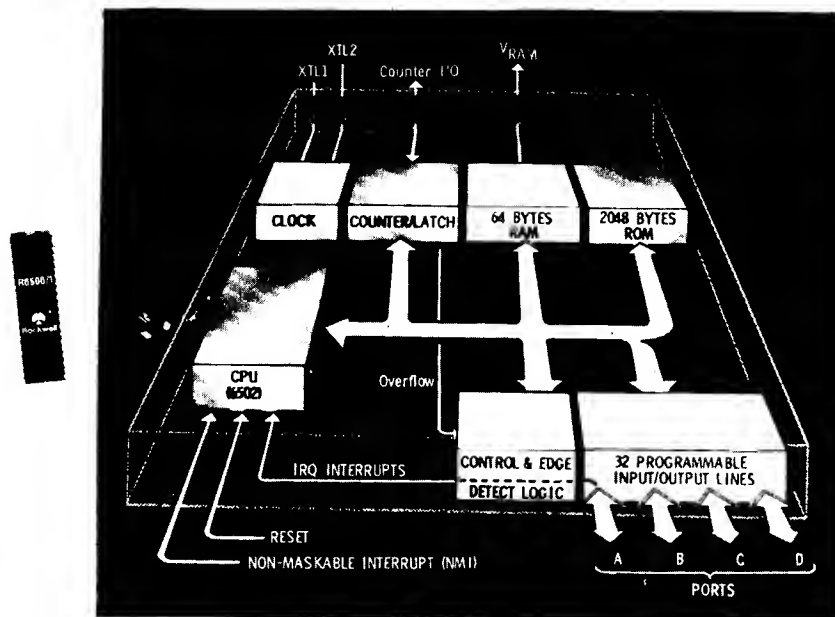 XTL2
XTL1
Counter I/O
VRAM
CLOCK
COUNTER/LATCH
64 BYTES
RAM
2048 BYTES
ROM
R6500/1
Rockwell
CPU
(6502)
Overflow
CONTROL & EDGE
DETECT LOGIC
32 PROGRAMMABLE
INPUT/OUTPUT LINES
IRQ INTERRUPTS
RESET
NON-MASKABLE INTERRUPT (NMI)
A B C D
PORTS